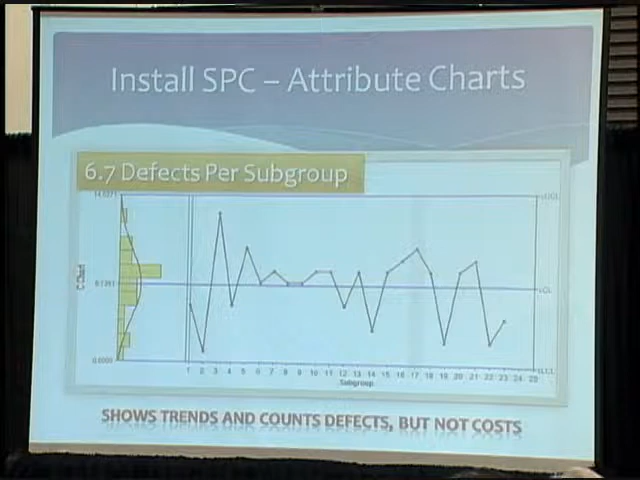 Install SPC – Attribute Charts
6.7 Defects Per Subgroup
C Chart
0.0000
1 2 3 4 5 6 7 8 9 10 11 12 13 14 15 16 17 18 19 20 21 22 23 24 25
Subgroup
SHOWS TRENDS AND COUNTS DEFECTS, BUT NOT COSTS